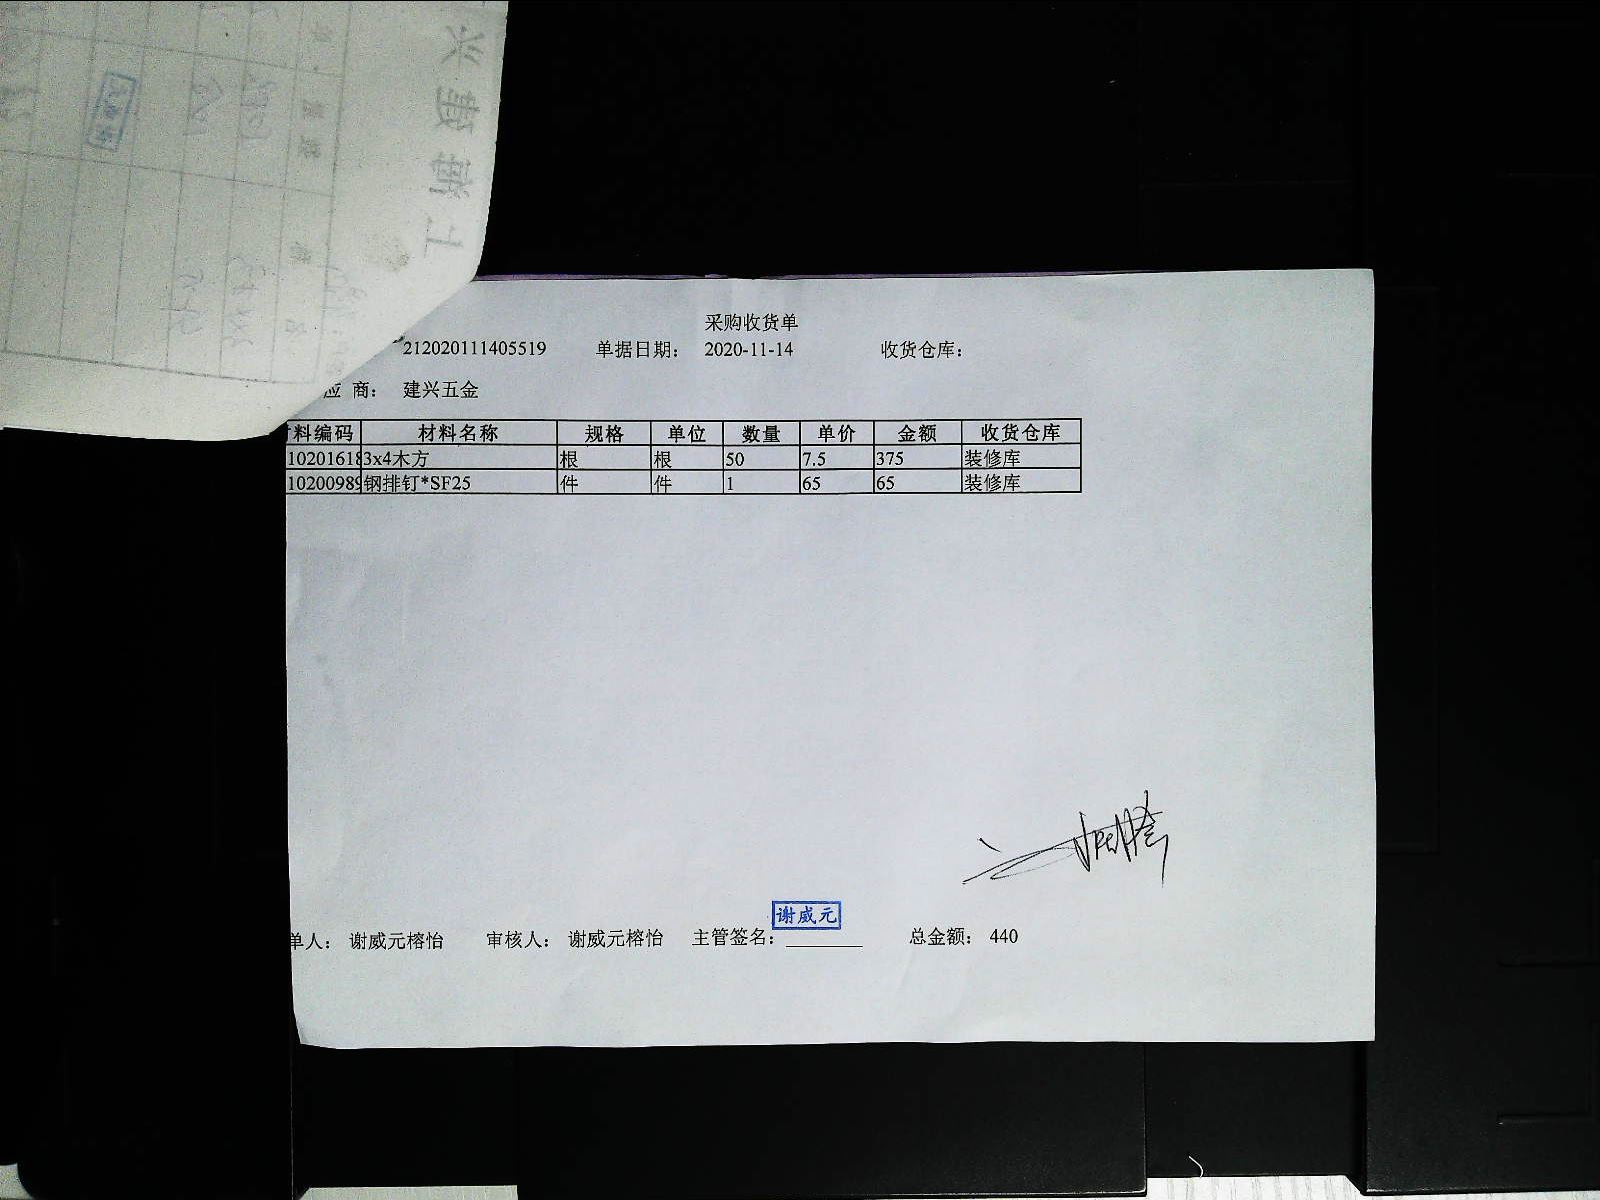 采购收货单
212020111405519 单据日期： 2020-11-14 收货仓库：
应 商： 建兴五金
料编码 材料名称 规格 单位 数量 单价 金额 收货仓库
10201618 3x4木方 根 根 50 7.5 375 装修库
10200989 钢排钉*SF25 件 件 1 65 65 装修库
谢威元
单人： 谢威元榕怡 审核人： 谢威元榕怡 主管签名： 总金额： 440